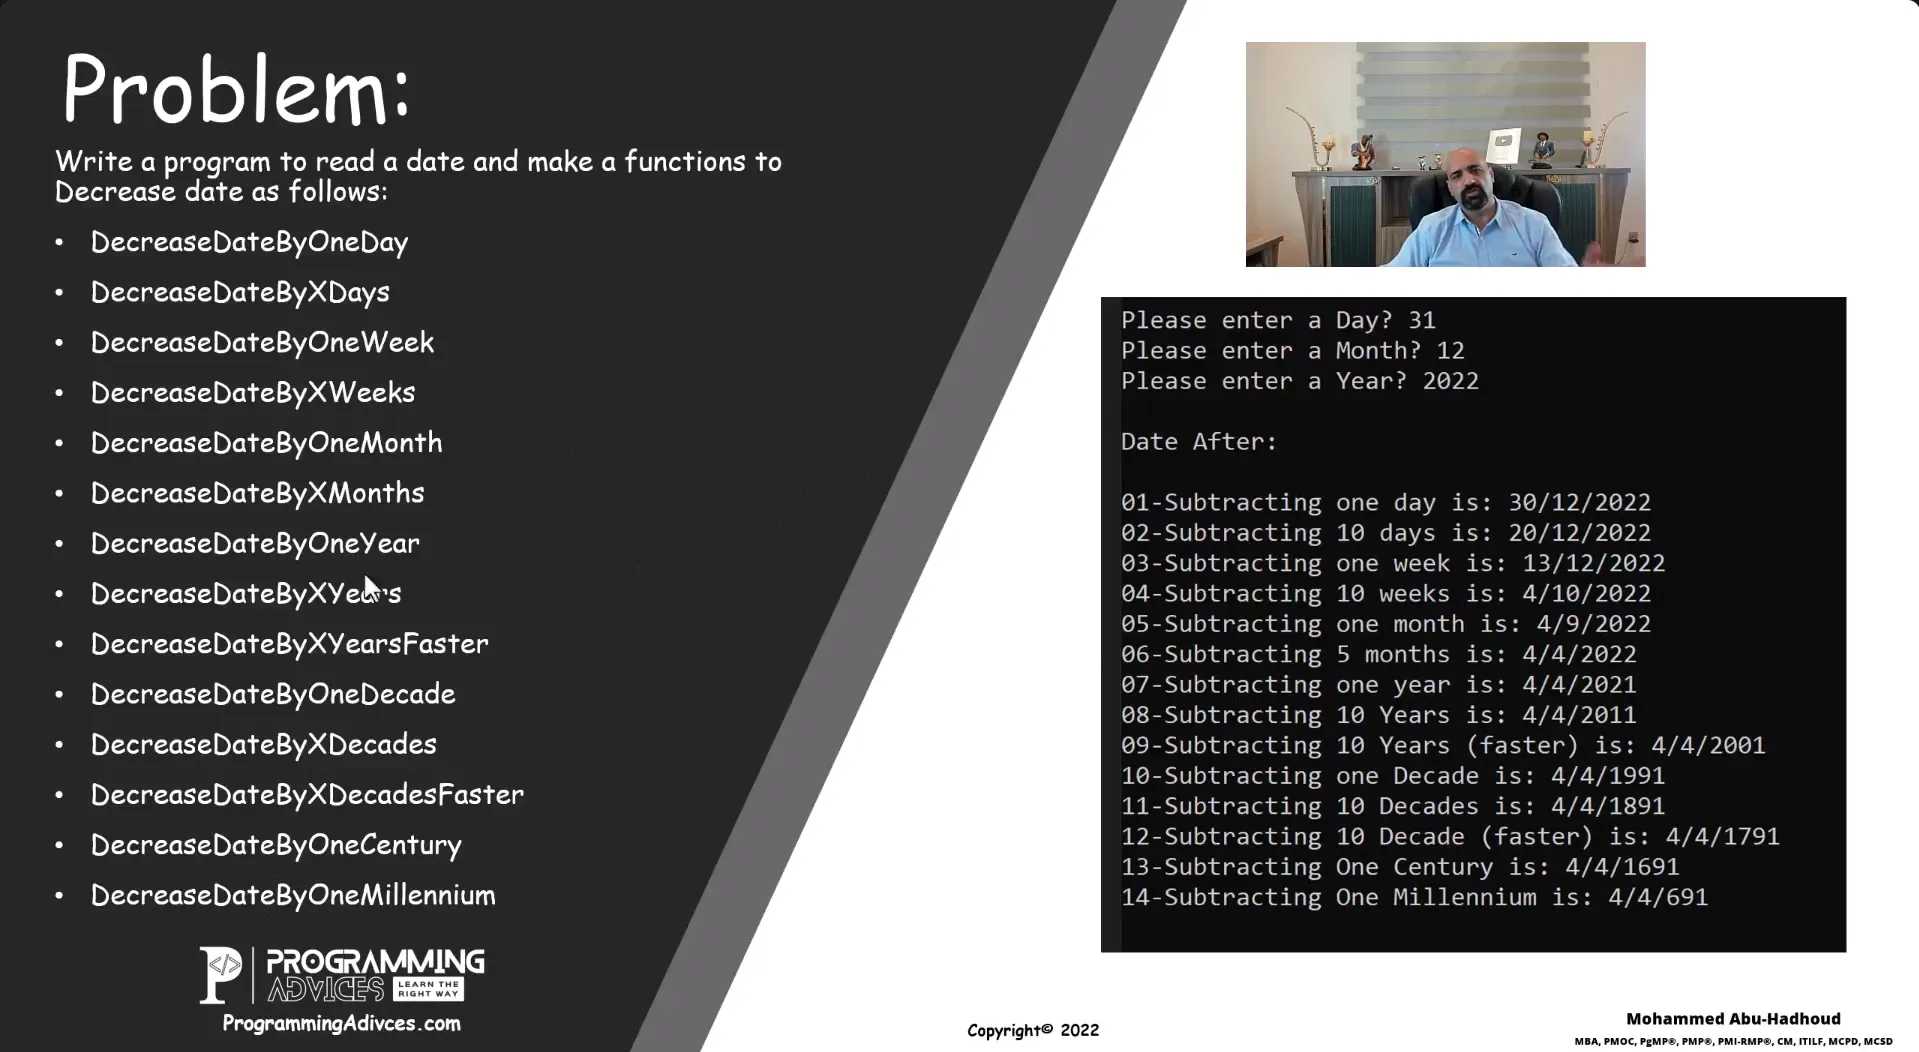 Problem:
Write a program to read a date and make a functions to
Decrease date as follows:
• DecreaseDateByOneDay
• DecreaseDateByXDays
• DecreaseDateByOneWeek
• DecreaseDateByXWeeks
• DecreaseDateByOneMonth
• DecreaseDateByXMonths
• DecreaseDateByOneYear
• DecreaseDateByXYears
• DecreaseDateByXYearsFaster
• DecreaseDateByOneDecade
• DecreaseDateByXDecades
• DecreaseDateByXDecadesFaster
• DecreaseDateByOneCentury
• DecreaseDateByOneMillennium
P </> PROGRAMMING
ADVICES LEARN THE
RIGHT WAY
ProgrammingAdivces.com
Please enter a Day? 31
Please enter a Month? 12
Please enter a Year? 2022
Date After:
01-Subtracting one day is: 30/12/2022
02-Subtracting 10 days is: 20/12/2022
03-Subtracting one week is: 13/12/2022
04-Subtracting 10 weeks is: 4/10/2022
05-Subtracting one month is: 4/9/2022
06-Subtracting 5 months is: 4/4/2022
07-Subtracting one year is: 4/4/2021
08-Subtracting 10 Years is: 4/4/2011
09-Subtracting 10 Years (faster) is: 4/4/2001
10-Subtracting one Decade is: 4/4/1991
11-Subtracting 10 Decades is: 4/4/1891
12-Subtracting 10 Decade (faster) is: 4/4/1791
13-Subtracting One Century is: 4/4/1691
14-Subtracting One Millennium is: 4/4/691
Copyright© 2022
Mohammed Abu-Hadhoud
MBA, PMOC, PgMP®, PMP®, PMI-RMP®, CM, ITILF, MCPD, MCSD